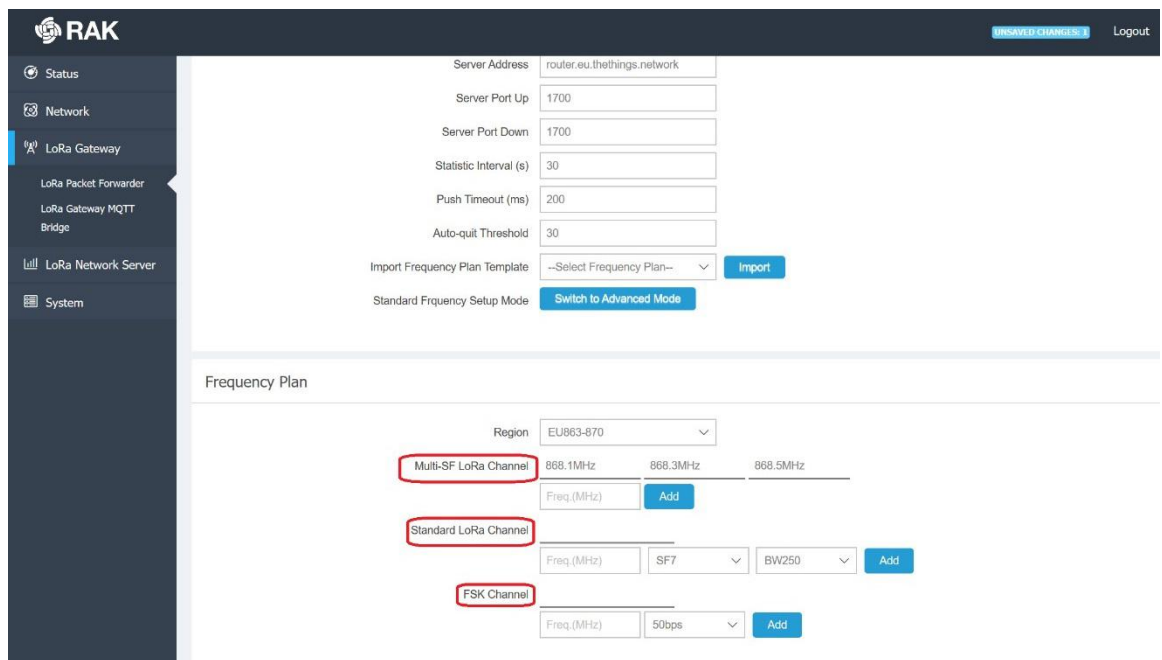 RAK
UNSAVED CHANGES: 1
Logout
Status
Network
LoRa Gateway
LoRa Packet Forwarder
LoRa Gateway MQTT
Bridge
LoRa Network Server
System
Server Address router.eu.thethings.network
Server Port Up 1700
Server Port Down 1700
Statistic Interval (s) 30
Push Timeout (ms) 200
Auto-quit Threshold 30
Import Frequency Plan Template --Select Frequency Plan-- Import
Standard Frquency Setup Mode Switch to Advanced Mode
Frequency Plan
Region EU863-870
Multi-SF LoRa Channel 868.1MHz 868.3MHz 868.5MHz
Freq.(MHz) Add
Standard LoRa Channel
Freq.(MHz) SF7 BW250 Add
FSK Channel
Freq.(MHz) 50bps Add